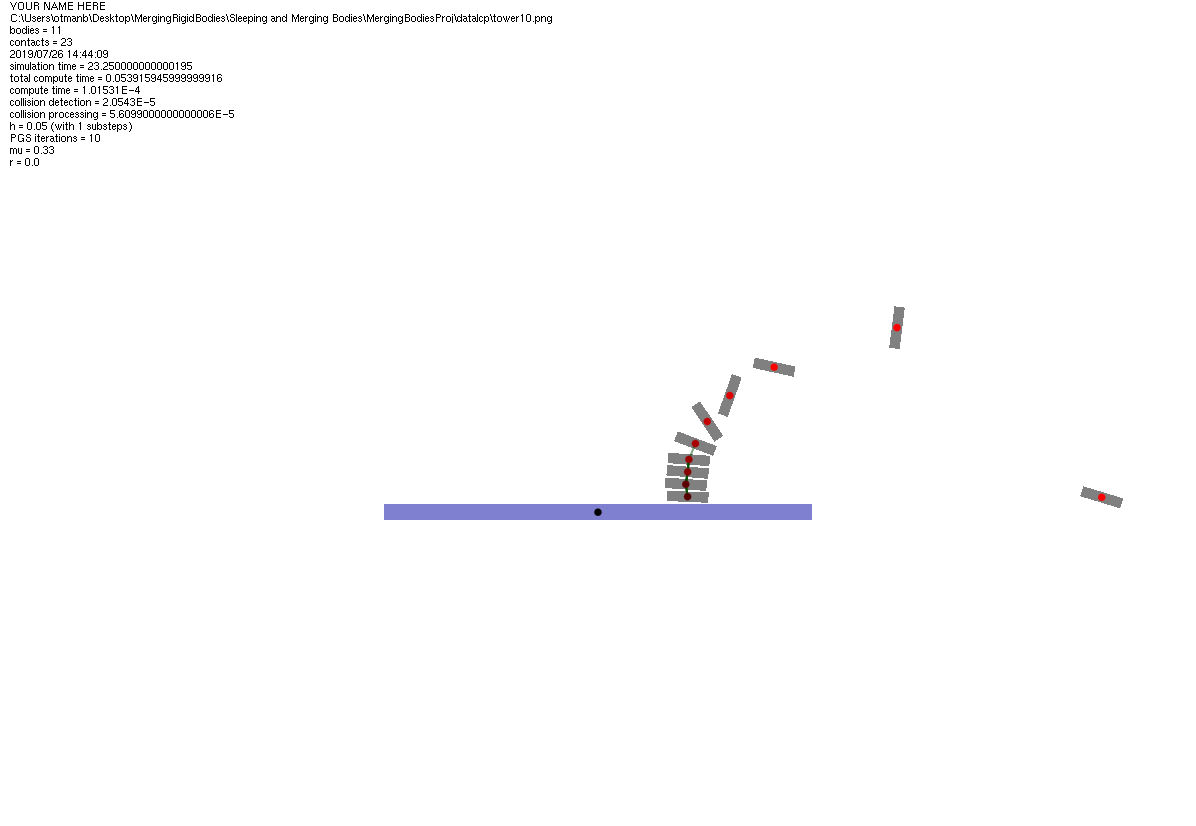 YOUR NAME HERE
C:\Users\otmanb\Desktop\MergingRigidBodies\Sleeping and Merging Bodies\MergingBodiesProj\datalcp\tower10.png
bodies = 11
contacts = 23
2019/07/26 14:44:09
simulation time = 23.250000000000195
total compute time = 0.053915945999999916
compute time = 1.01531E-4
collision detection = 2.0543E-5
collision processing = 5.6099000000000006E-5
h = 0.05 (with 1 substeps)
PGS iterations = 10
mu = 0.33
r = 0.0